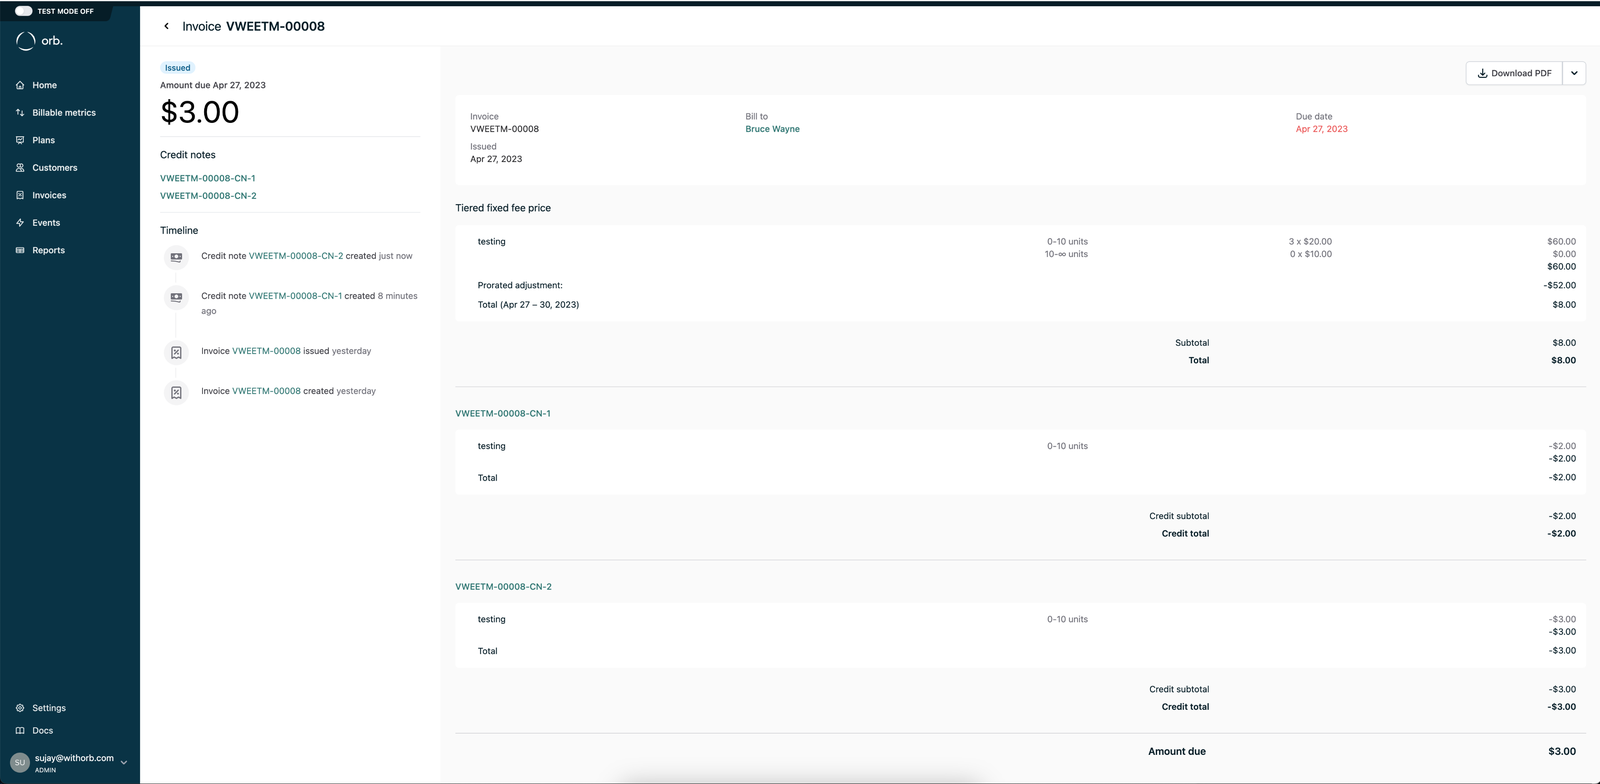 TEST MODE OFF
orb.
Home
Billable metrics
Plans
Customers
Invoices
Events
Reports
Settings
Docs
SU
sujay@withorb.com
ADMIN
Invoice VWEETM-00008
Issued
Amount due Apr 27, 2023
$3.00
Credit notes
VWEETM-00008-CN-1
VWEETM-00008-CN-2
Timeline
Credit note VWEETM-00008-CN-2 created just now
Credit note VWEETM-00008-CN-1 created 8 minutes
ago
Invoice VWEETM-00008 issued yesterday
Invoice VWEETM-00008 created yesterday
Download PDF
Invoice
VWEETM-00008
Issued
Apr 27, 2023
Bill to
Bruce Wayne
Due date
Apr 27, 2023
Tiered fixed fee price
testing 0-10 units 3 x $20.00 $60.00
10-∞ units 0 x $10.00 $0.00
$60.00
Prorated adjustment: -$52.00
Total (Apr 27 – 30, 2023) $8.00
Subtotal $8.00
Total $8.00
VWEETM-00008-CN-1
testing 0-10 units -$2.00
-$2.00
Total -$2.00
Credit subtotal -$2.00
Credit total -$2.00
VWEETM-00008-CN-2
testing 0-10 units -$3.00
-$3.00
Total -$3.00
Credit subtotal -$3.00
Credit total -$3.00
Amount due $3.00